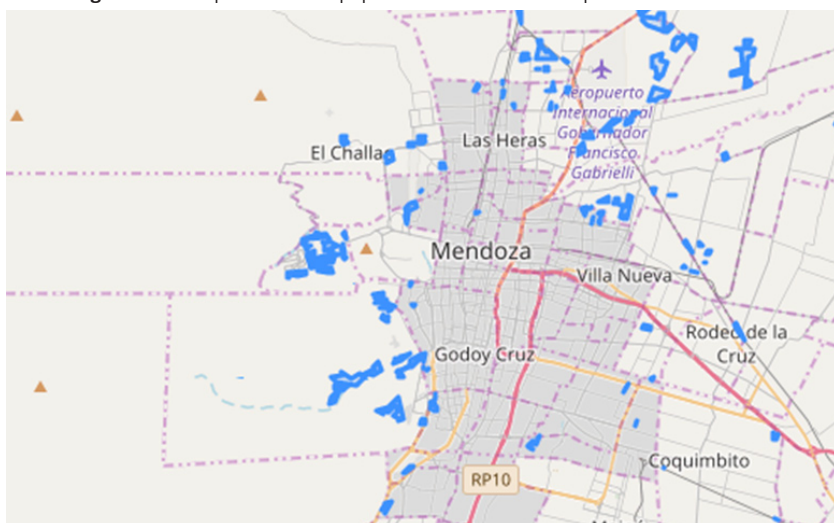 Aeropuerto
Internacional
Gobernador
Francisco
Gabrielli
Las Heras
El Challao
Mendoza
Villa Nueva
Rodeo de la
Cruz
Godoy Cruz
Coquimbito
RP10